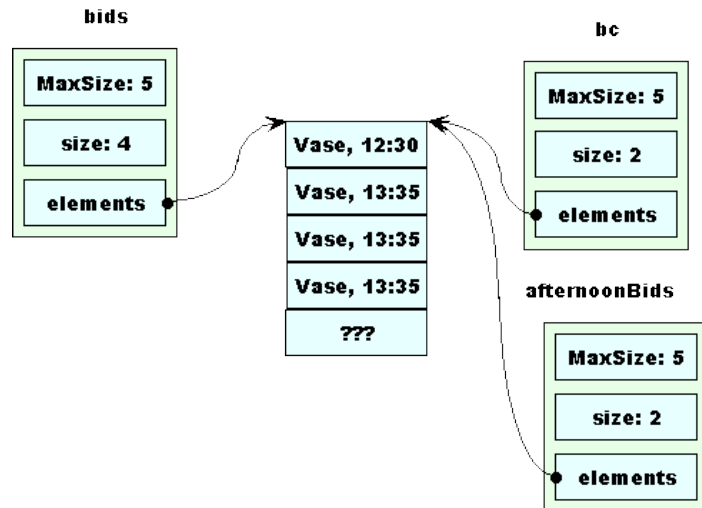 bids
MaxSize: 5
size: 4
elements
Vase, 12:30
Vase, 13:35
Vase, 13:35
Vase, 13:35
???
bc
MaxSize: 5
size: 2
elements
afternoonBids
MaxSize: 5
size: 2
elements